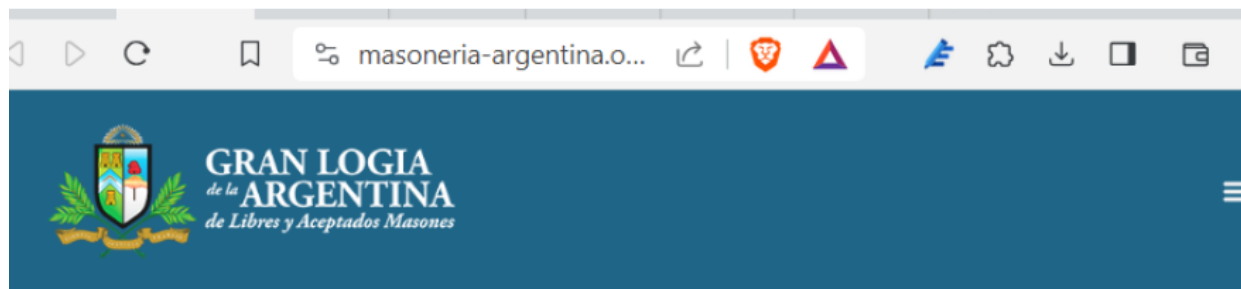 masoneria-argentina.o...
GRAN LOGIA
de la ARGENTINA
de Libres y Aceptados Masones